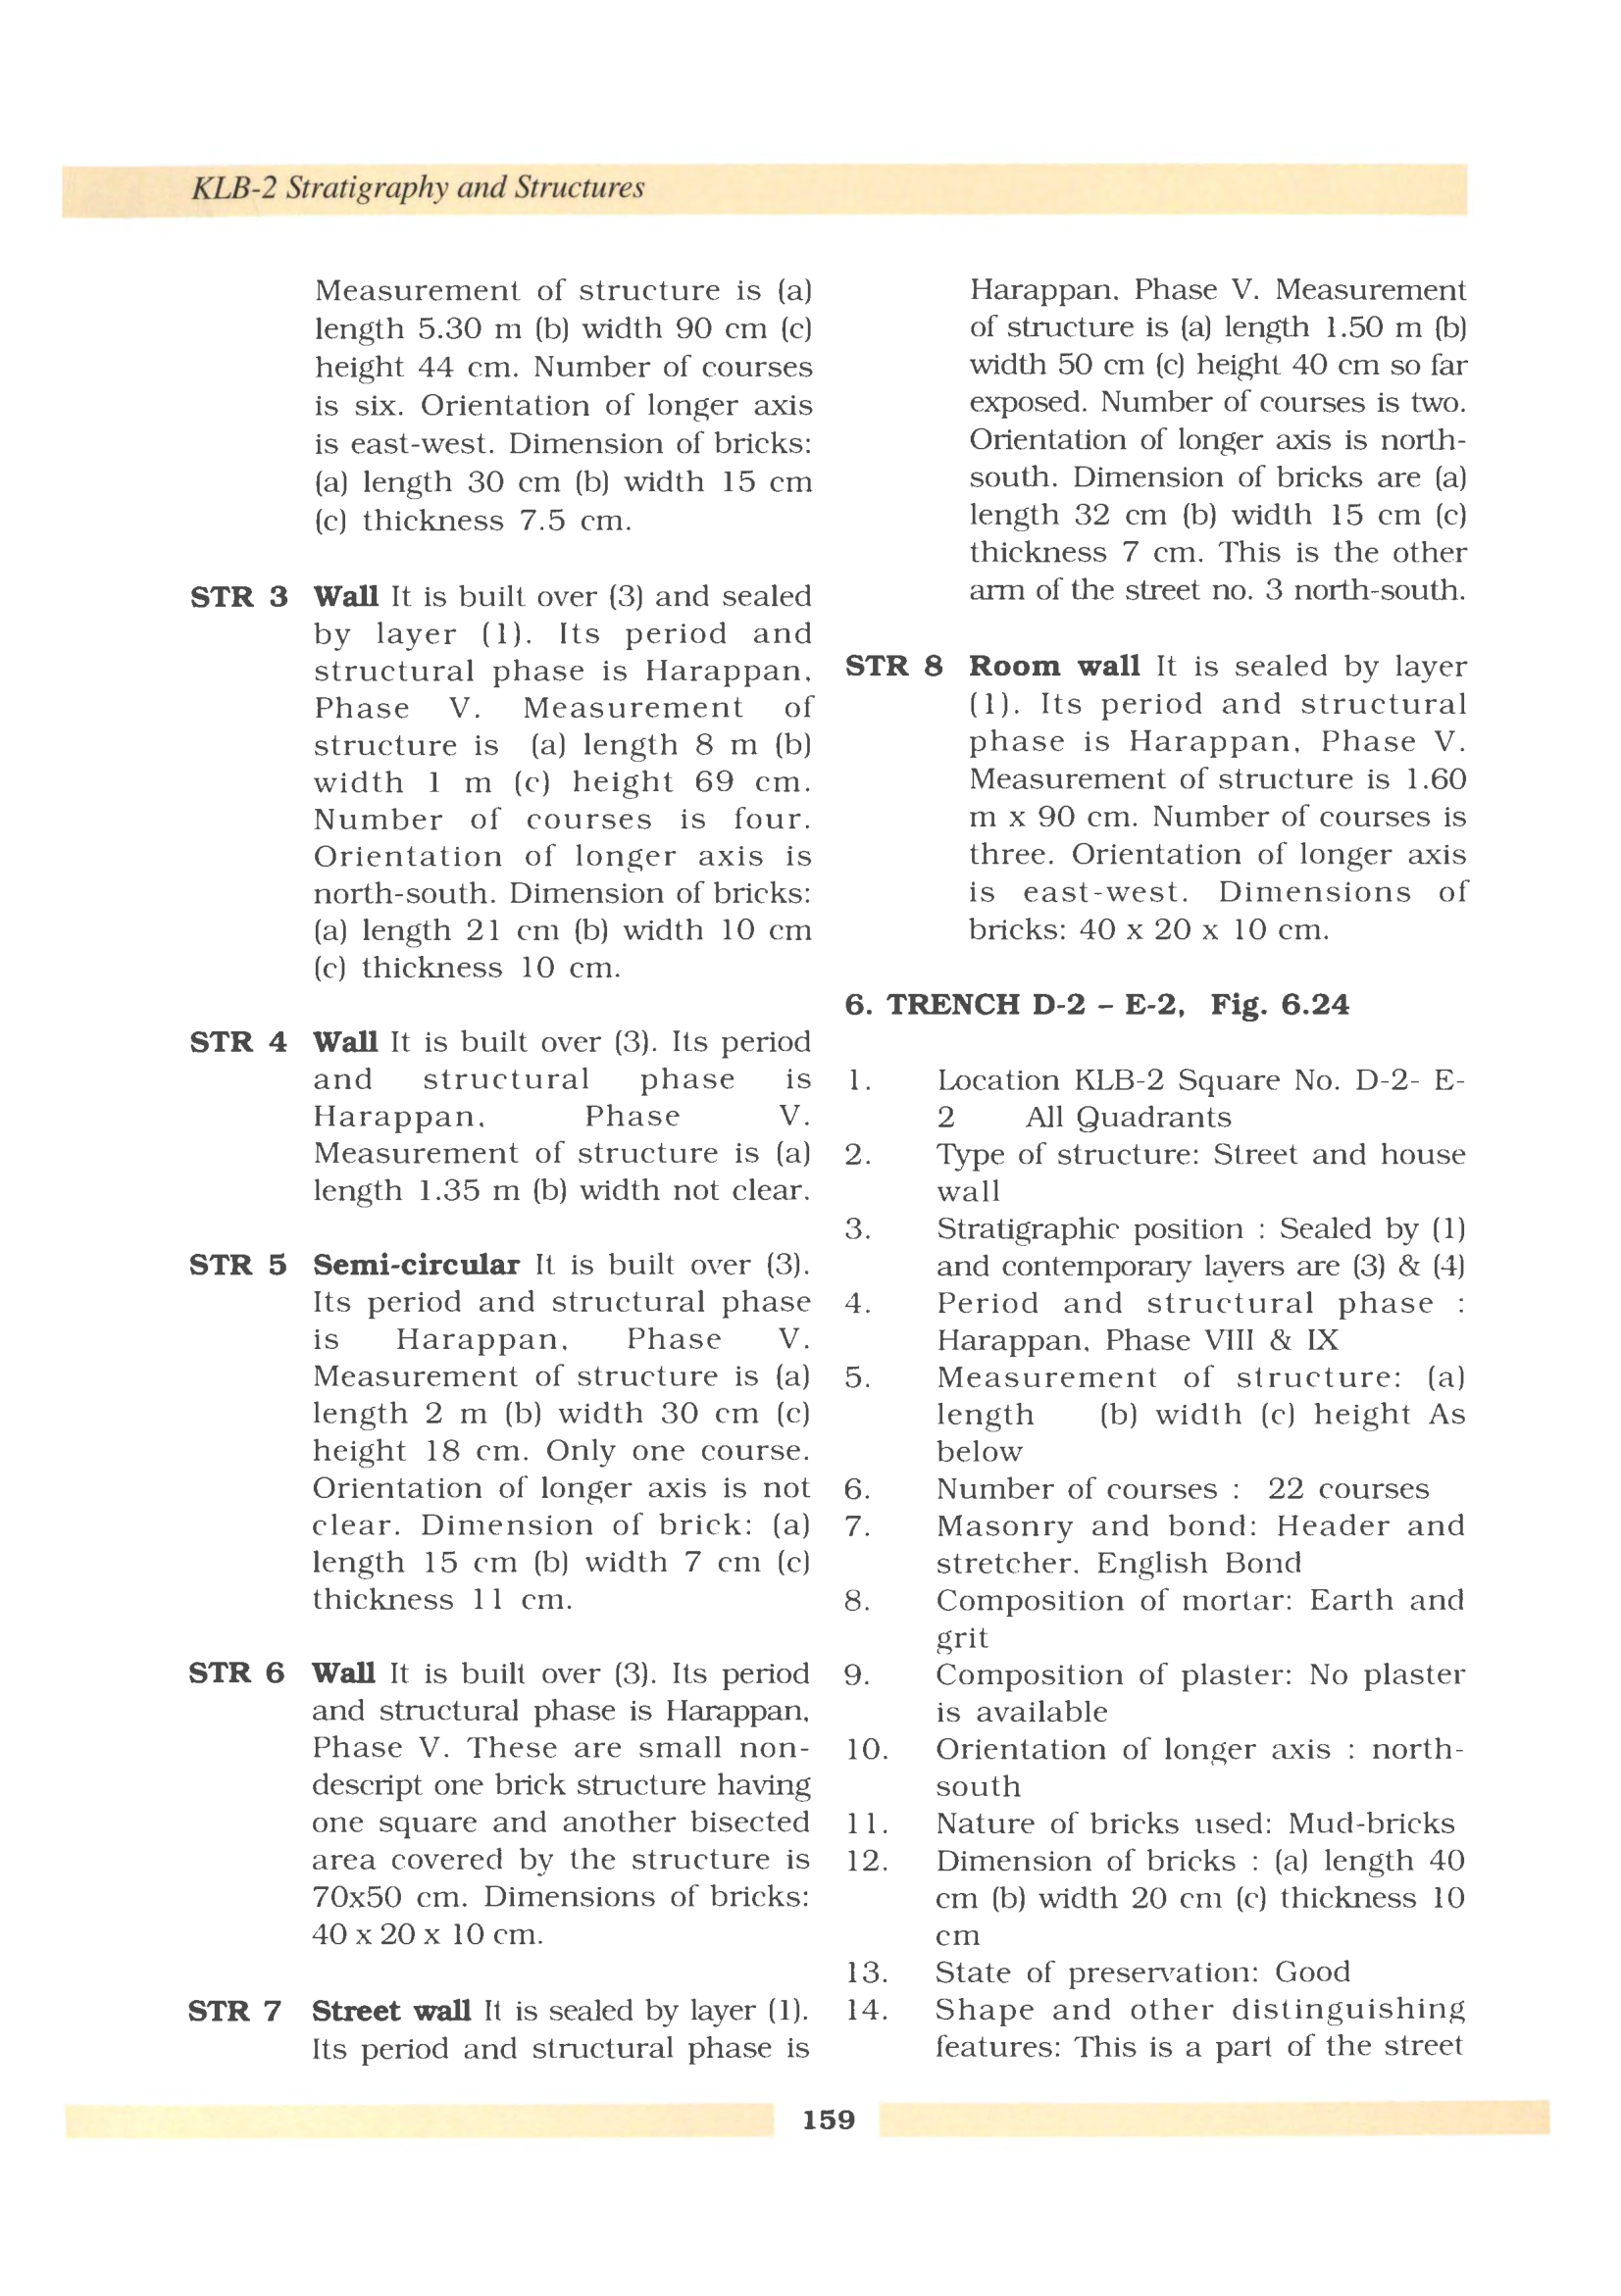 KLB-2 Stratigraphy and Structures
Measurement of structure is (a)
length 5.30 m (b) width 90 cm (c)
height 44 cm. Number of courses
is six. Orientation of longer axis
is east-west. Dimension of bricks:
(a) length 30 cm (b) width 15 cm
(c) thickness 7.5 cm.
STR 3 Wall It is built over (3) and sealed
by layer (1). Its period and
structural phase is Harappan,
Phase V. Measurement of
structure is (a) length 8 m (b)
width 1 m (c) height 69 cm.
Number of courses is four.
Orientation of longer axis is
north-south. Dimension of bricks:
(a) length 21 cm (b) width 10 cm
(c) thickness 10 cm.
STR 4 Wall It is built over (3). Its period
and structural phase is
Harappan, Phase V.
Measurement of structure is (a)
length 1.35 m (b) width not clear.
STR 5 Semi-circular It is built over (3).
Its period and structural phase
is Harappan, Phase V.
Measurement of structure is (a)
length 2 m (b) width 30 cm (c)
height 18 cm. Only one course.
Orientation of longer axis is not
clear. Dimension of brick: (a)
length 15 cm (b) width 7 cm (c)
thickness 11 cm.
STR 6 Wall It is built over (3). Its period
and structural phase is Harappan,
Phase V. These are small non-
descript one brick structure having
one square and another bisected
area covered by the structure is
70x50 cm. Dimensions of bricks:
40 x 20 x 10 cm.
STR 7 Street wall It is sealed by layer (1).
Its period and structural phase is
Harappan, Phase V. Measurement
of structure is (a) length 1.50 m (b)
width 50 cm (c) height 40 cm so far
exposed. Number of courses is two.
Orientation of longer axis is north-
south. Dimension of bricks are (a)
length 32 cm (b) width 15 cm (c)
thickness 7 cm. This is the other
arm of the street no. 3 north-south.
STR 8 Room wall It is sealed by layer
(1). Its period and structural
phase is Harappan, Phase V.
Measurement of structure is 1.60
m x 90 cm. Number of courses is
three. Orientation of longer axis
is east-west. Dimensions of
bricks: 40 x 20 x 10 cm.
6. TRENCH D-2 – E-2, Fig. 6.24
1. Location KLB-2 Square No. D-2- E-
2 All Quadrants
2. Type of structure: Street and house
wall
3. Stratigraphic position : Sealed by (1)
and contemporary layers are (3) & (4)
4. Period and structural phase :
Harappan, Phase VIII & IX
5. Measurement of structure: (a)
length (b) width (c) height As
below
6. Number of courses : 22 courses
7. Masonry and bond: Header and
stretcher. English Bond
8. Composition of mortar: Earth and
grit
9. Composition of plaster: No plaster
is available
10. Orientation of longer axis : north-
south
11. Nature of bricks used: Mud-bricks
12. Dimension of bricks : (a) length 40
cm (b) width 20 cm (c) thickness 10
cm
13. State of preservation: Good
14. Shape and other distinguishing
features: This is a part of the street
159